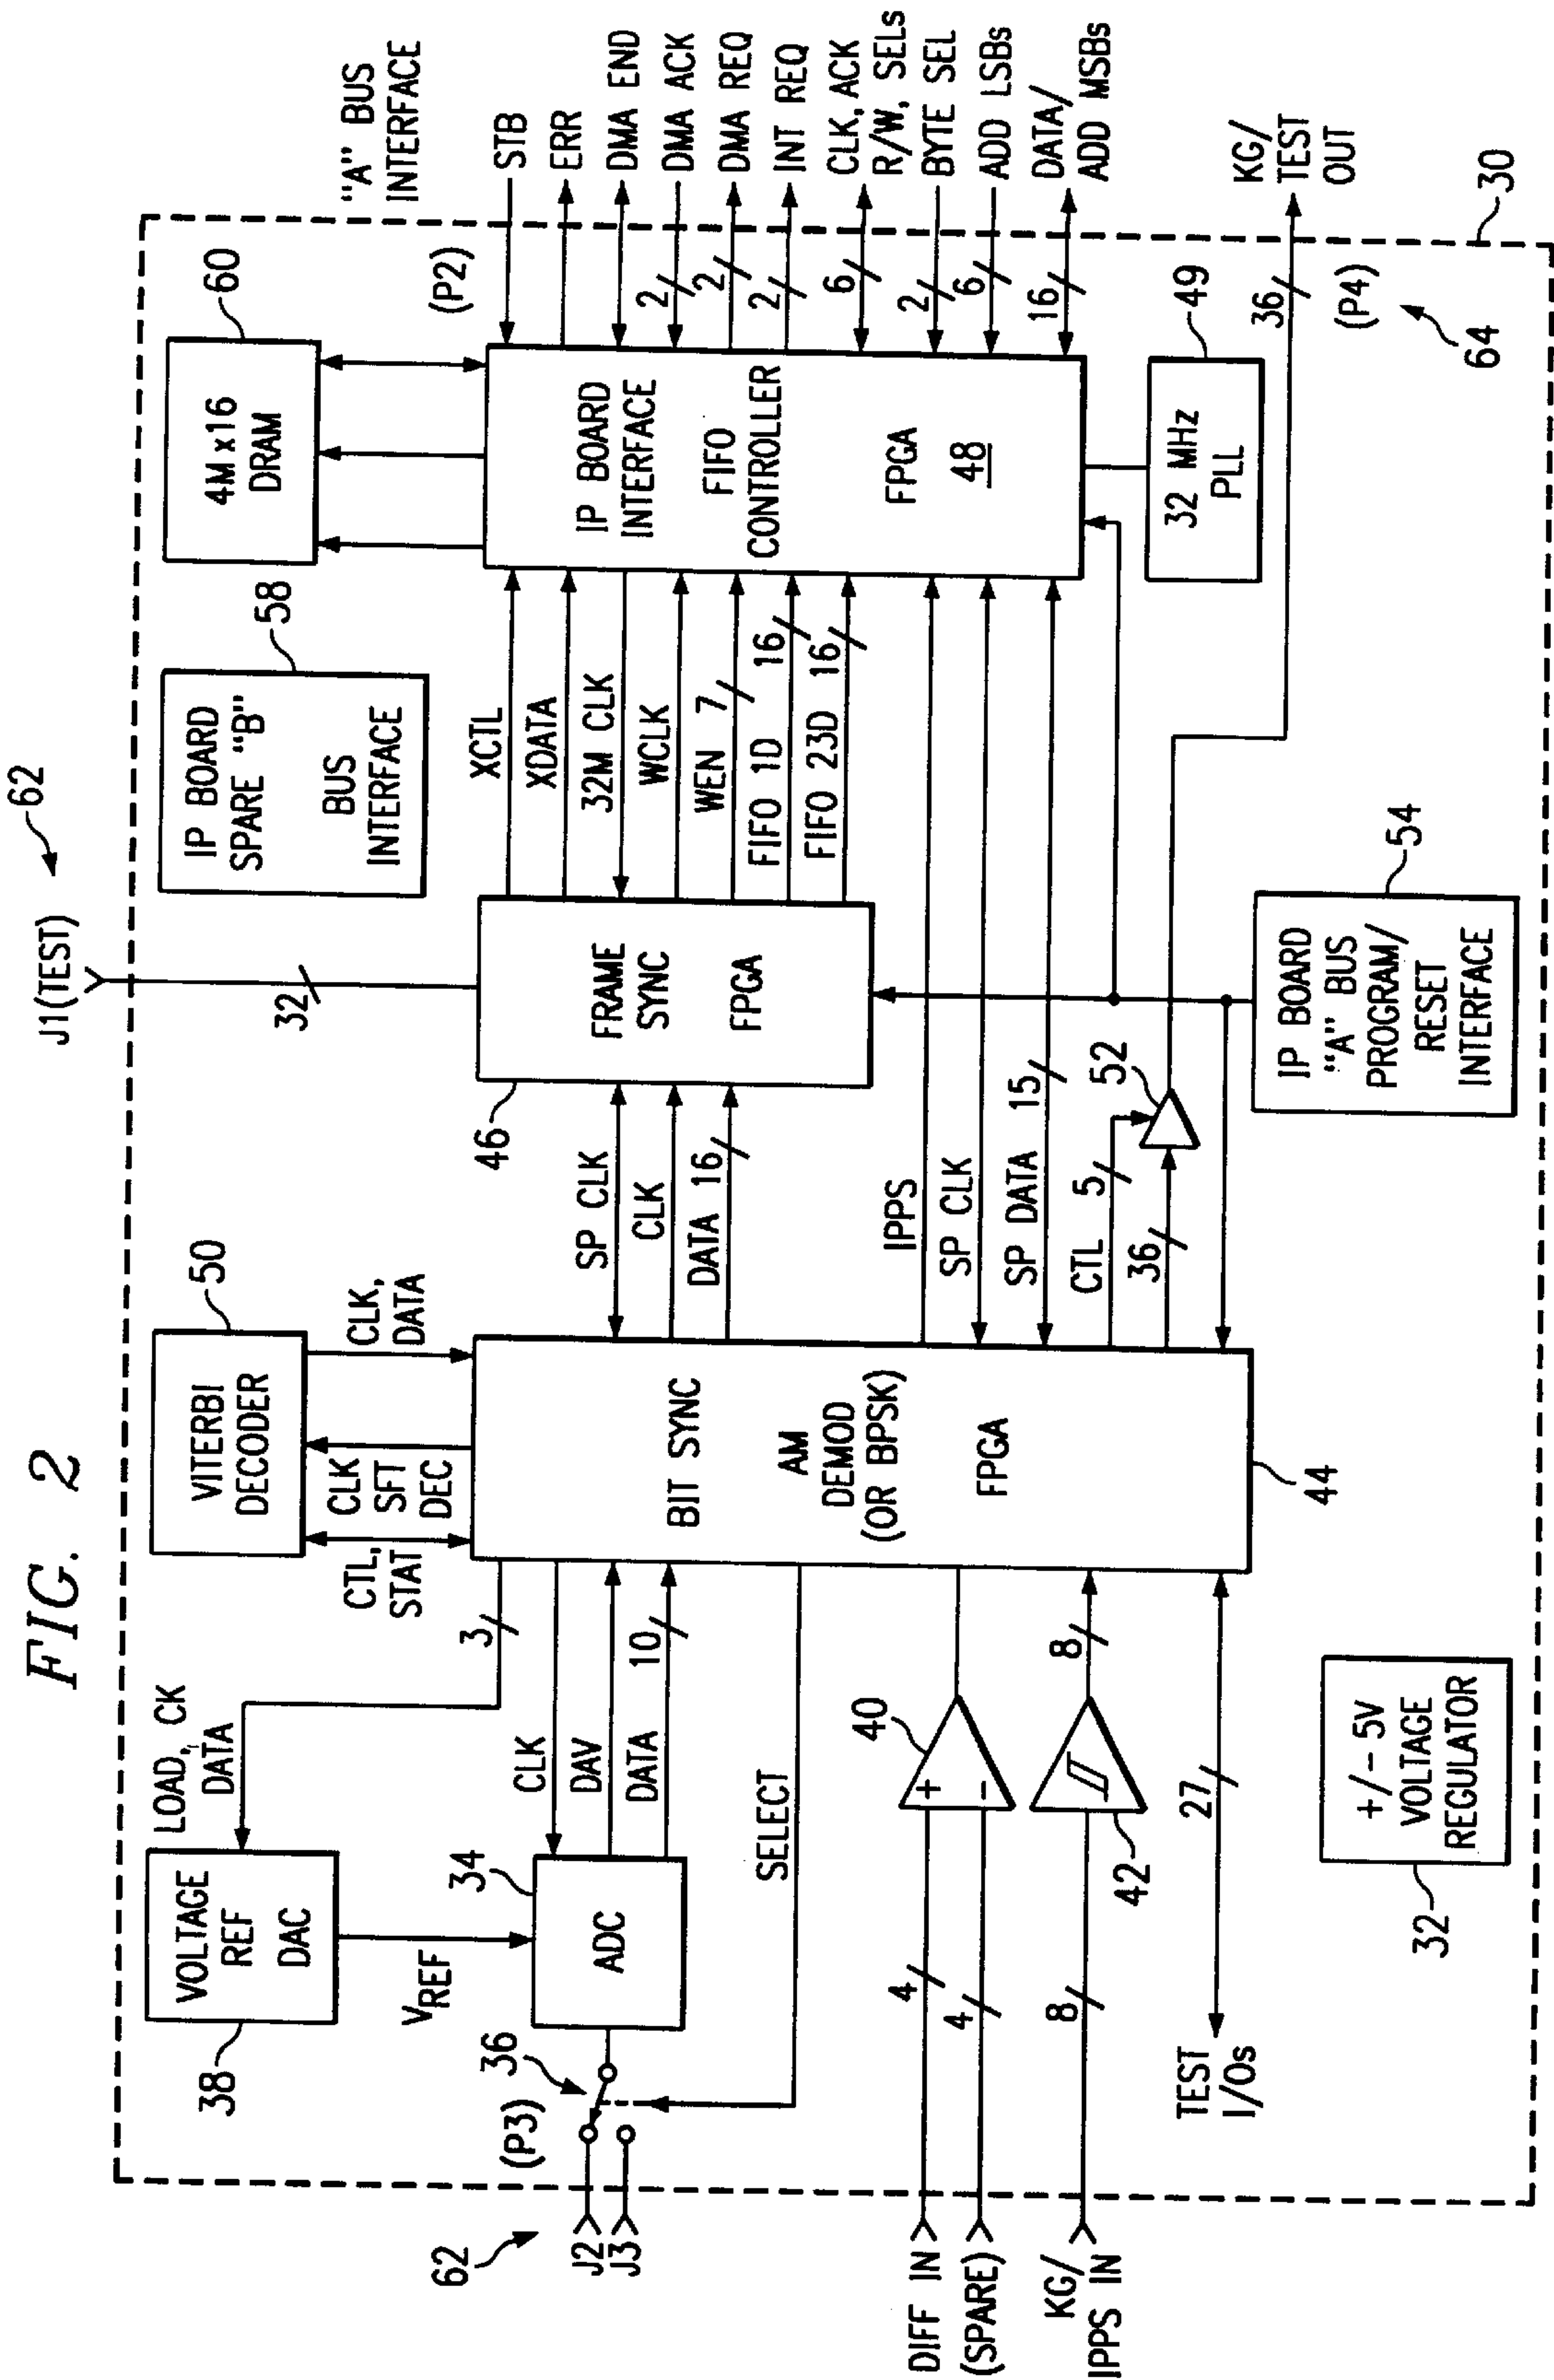 FIG. 2
62
J1(TEST)
32
"A" BUS
INTERFACE
38
VOLTAGE
REF
DAC
LOAD, CK
DATA
3
CTL,
STAT
CLK
SFT
DEC
VITERBI
DECODER
50
CLK,
DATA
IP BOARD
SPARE "B"
BUS
INTERFACE
58
4M x 16
DRAM
60
(P2)
VREF
34
ADC
CLK
DAV
DATA 10
36
(P3)
62
J2
J3
SELECT
BIT SYNC
AM
DEMOD
(OR BPSK)
FPGA
44
SP CLK
CLK
DATA 16
46
FRAME
SYNC
FPGA
XCTL
XDATA
32M CLK
WCLK
WEN 7
FIFO 1D 16
FIFO 23D 16
IP BOARD
INTERFACE
FIFO
CONTROLLER
FPGA
48
STB
ERR
DMA END
2
DMA ACK
2
DMA REQ
2
INT REQ
6
CLK, ACK
R/W, SELs
2
BYTE SEL
6
ADD LSBs
16
DATA/
ADD MSBs
DIFF IN
(SPARE)
4
4
40
+
−
KG/
IPPS IN
8
42
8
TEST
I/Os
27
IPPS
SP CLK
SP DATA 15
CTL 5
36
52
32 MHz
PLL
49
36
KG/
TEST
OUT
(P4)
64
32
+/− 5V
VOLTAGE
REGULATOR
IP BOARD
"A" BUS
PROGRAM/
RESET
INTERFACE
54
30